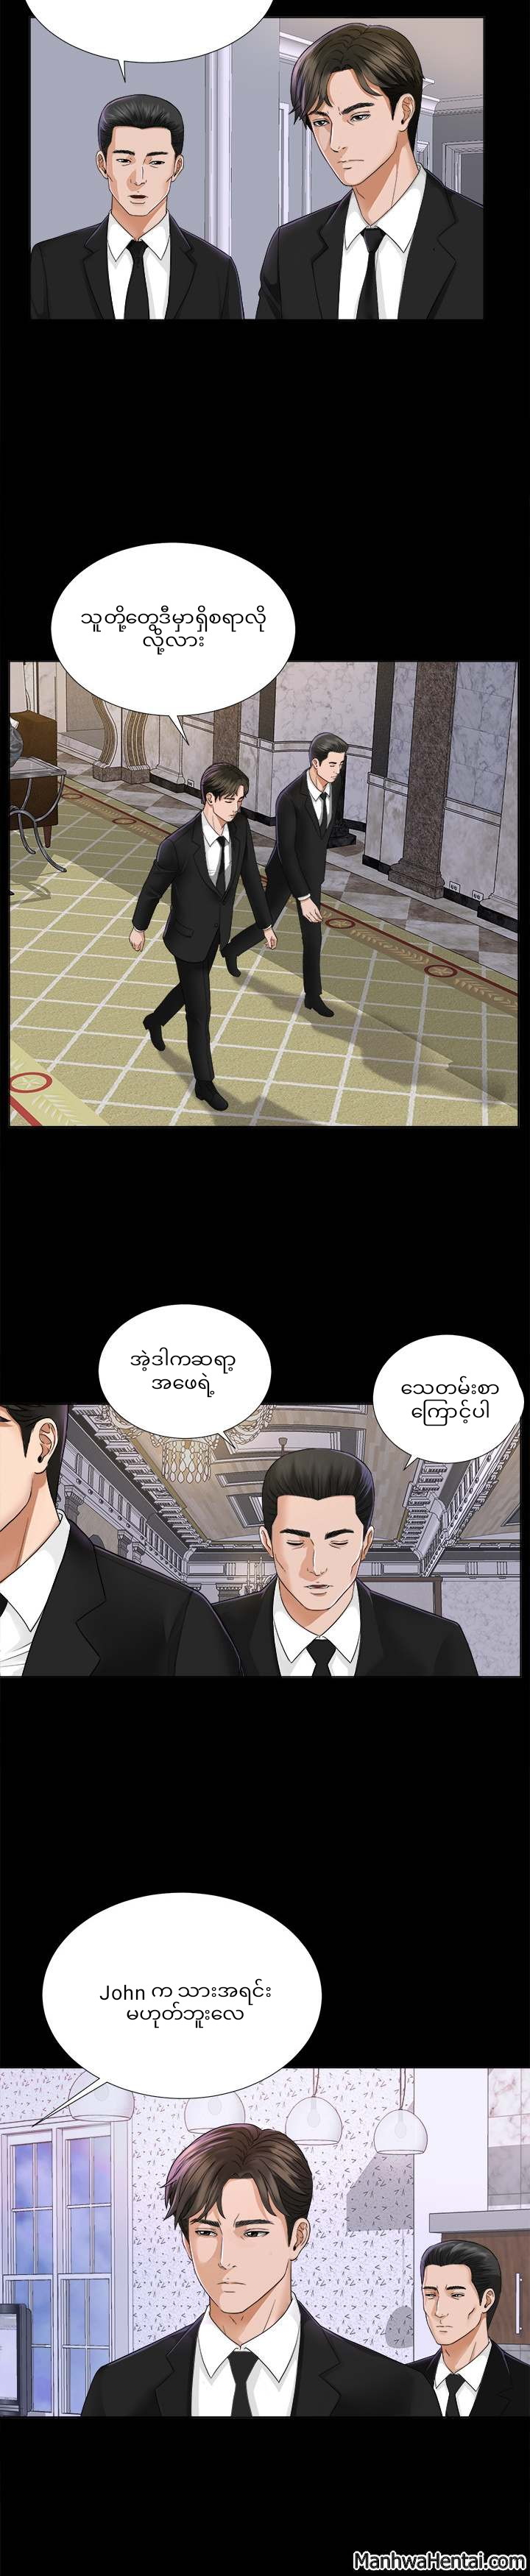 သူတို့တွေဒီမှာရှိစရာလို
လို့လား
အဲ့ဒါကဆရာ့
အဖေရဲ့
သေတမ်းစာ
ကြောင့်ပါ
John က သားအရင်း
မဟုတ်ဘူးလေ
ManhwaHentai.com